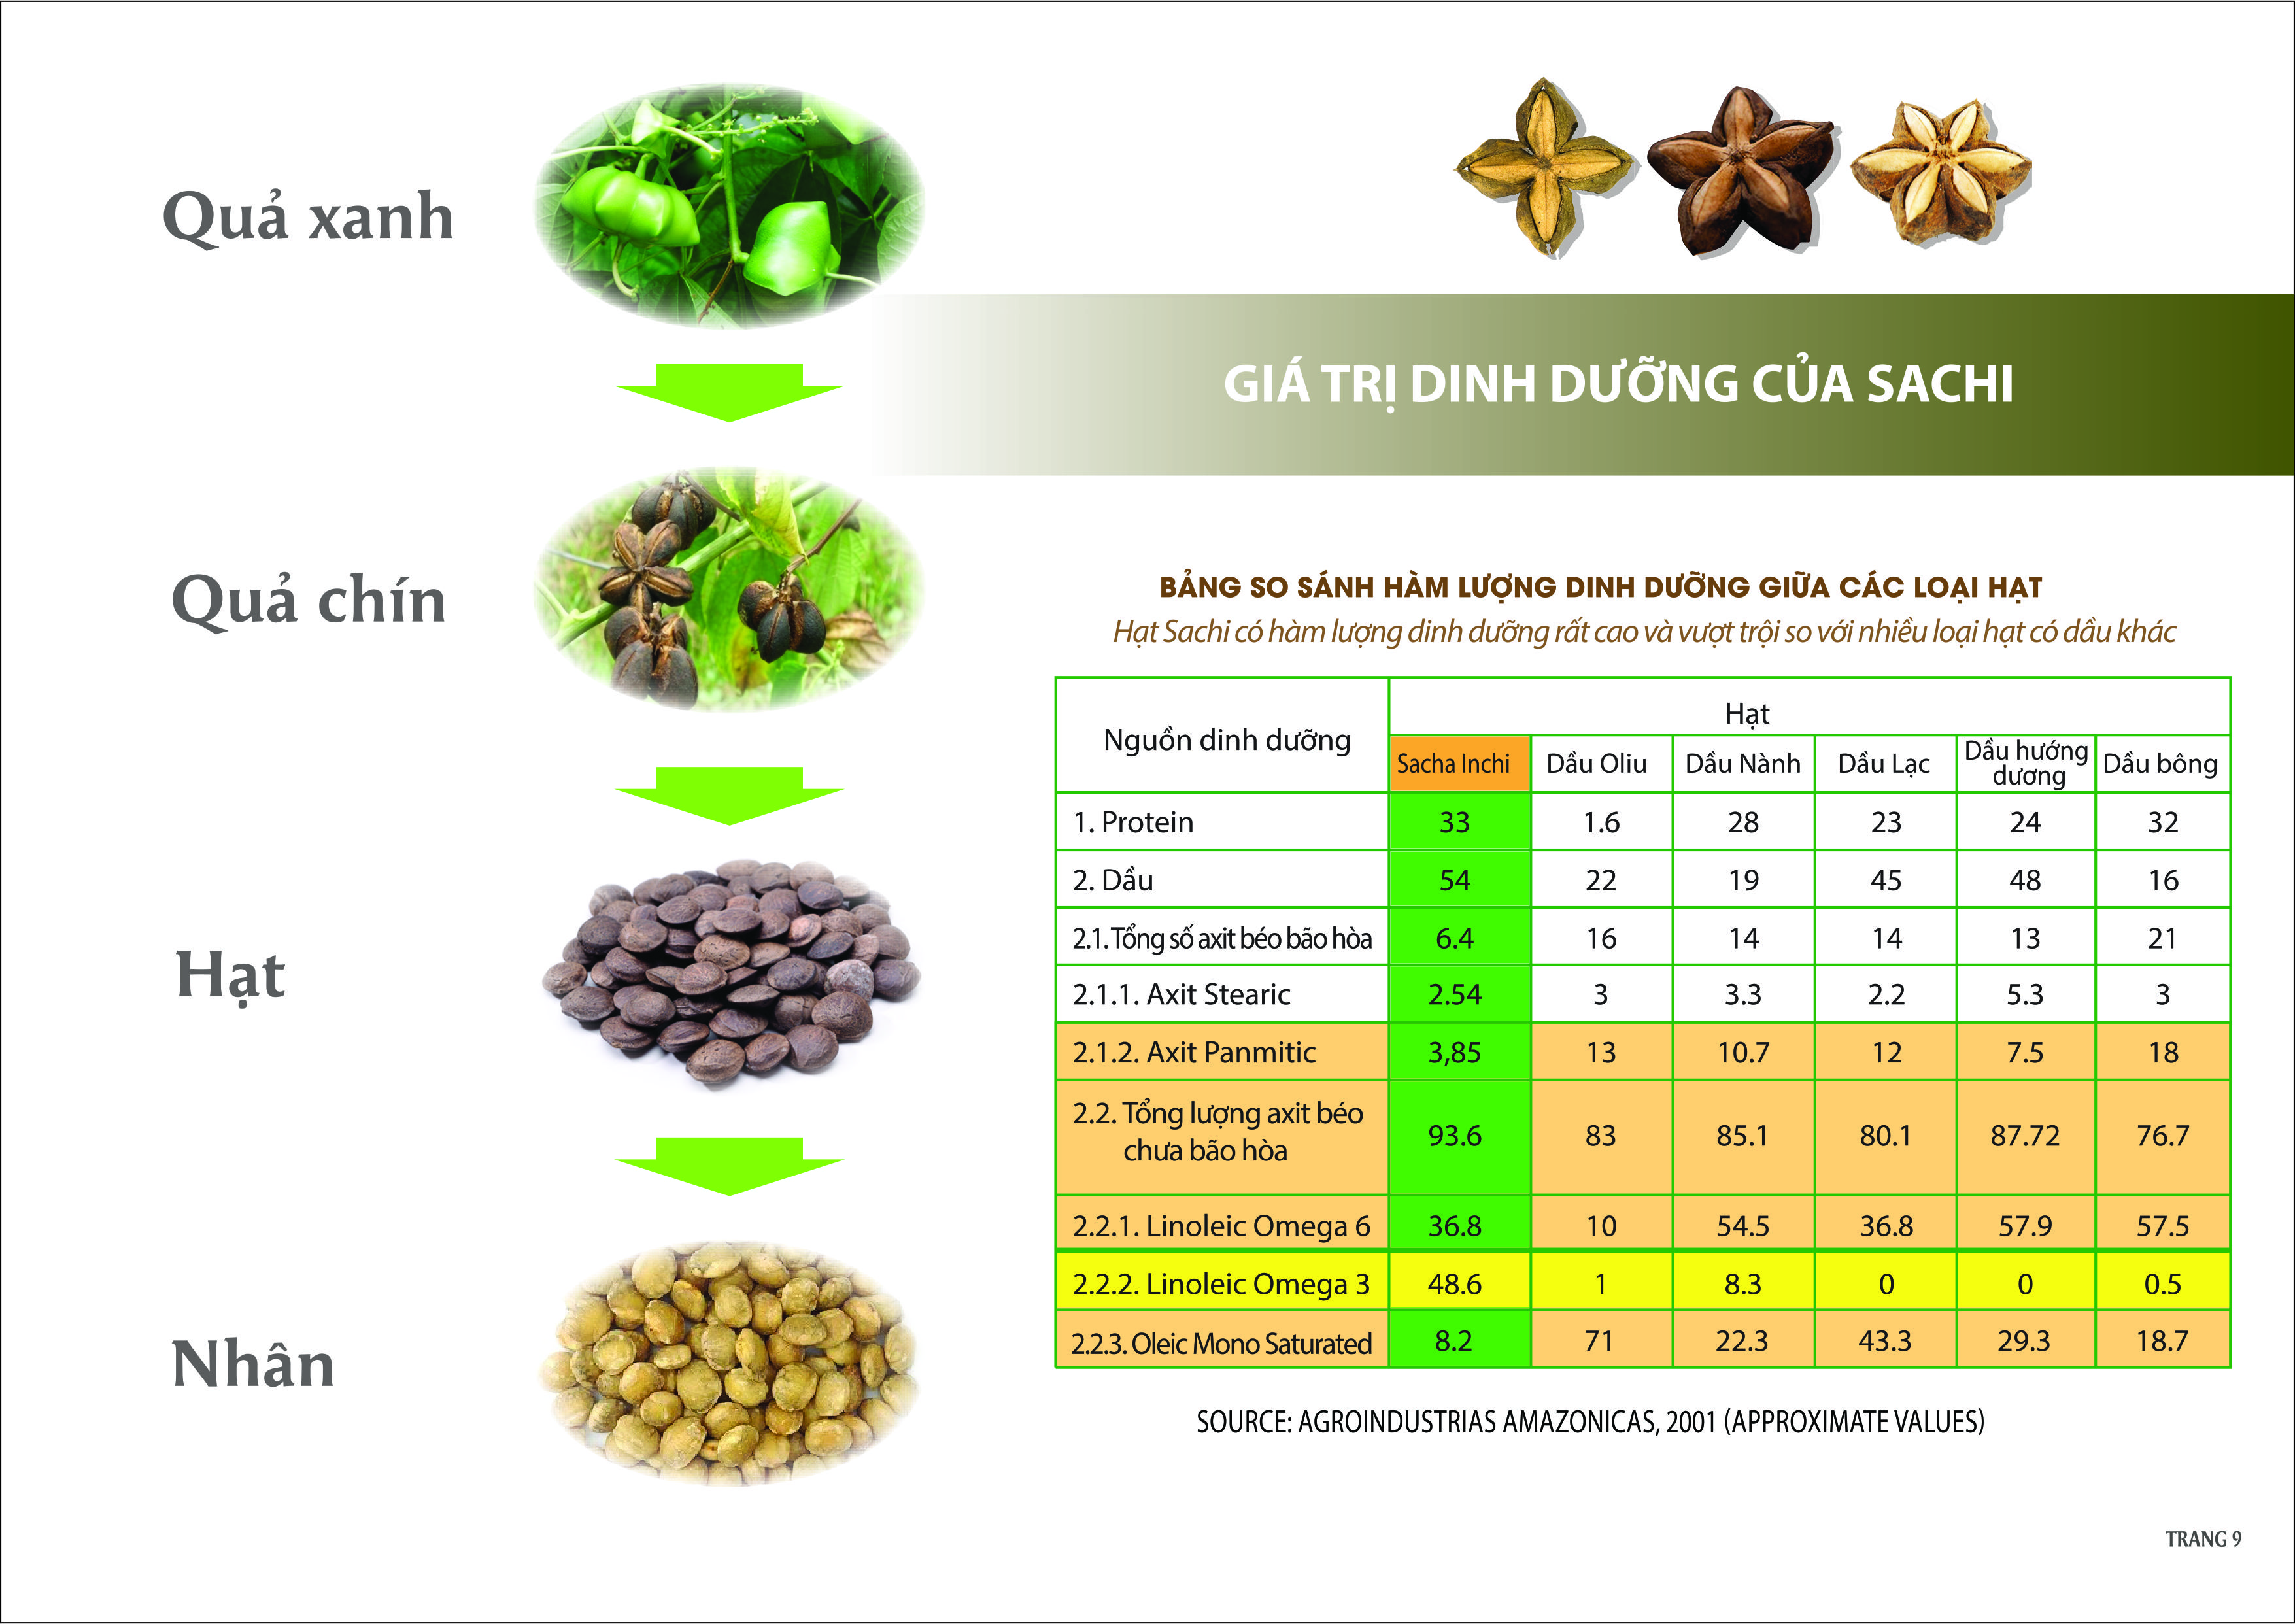 Quả xanh
Quả chín
Hạt
Nhân
GIÁ TRỊ DINH DƯỠNG CỦA SACHI
BẢNG SO SÁNH HÀM LƯỢNG DINH DƯỠNG GIỮA CÁC LOẠI HẠT
Hạt Sachi có hàm lượng dinh dưỡng rất cao và vượt trội so với nhiều loại hạt có dầu khác
Nguồn dinh dưỡng
Hạt
Sacha Inchi Dầu Oliu Dầu Nành Dầu Lạc Dầu hướng dương Dầu bông
1. Protein 33 1.6 28 23 24 32
2. Dầu 54 22 19 45 48 16
2.1. Tổng số axit béo bão hòa 6.4 16 14 14 13 21
2.1.1. Axit Stearic 2.54 3 3.3 2.2 5.3 3
2.1.2. Axit Panmitic 3,85 13 10.7 12 7.5 18
2.2. Tổng lượng axit béo
chưa bão hòa 93.6 83 85.1 80.1 87.72 76.7
2.2.1. Linoleic Omega 6 36.8 10 54.5 36.8 57.9 57.5
2.2.2. Linoleic Omega 3 48.6 1 8.3 0 0 0.5
2.2.3. Oleic Mono Saturated 8.2 71 22.3 43.3 29.3 18.7
SOURCE: AGROINDUSTRIAS AMAZONICAS, 2001 (APPROXIMATE VALUES)
TRANG 9